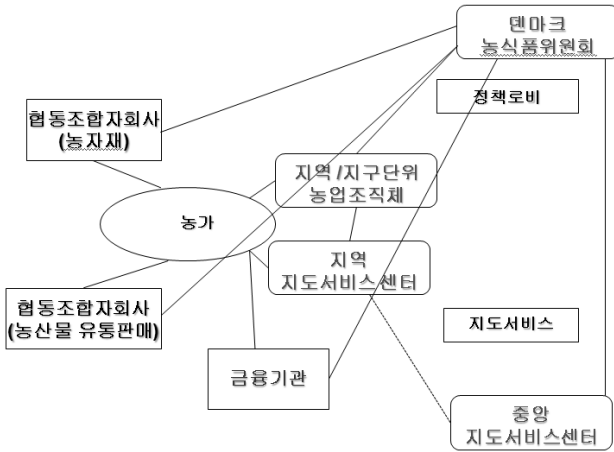 덴마크
농식품위원회
정책로비
협동조합자회사
(농자재)
지역 /지구단위
농업조직체
농가
지역
지도서비스센터
협동조합자회사
(농산물 유통판매)
지도서비스
금융기관
중앙
지도서비스센터